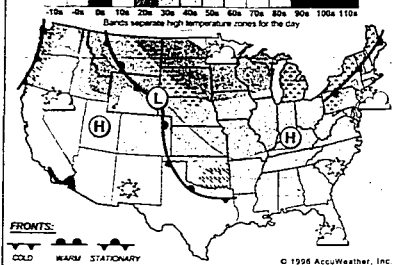 -10s -0s 0s 10s 20s 30s 40s 50s 60s 70s 80s 90s 100s 110s
Bands separate high temperature zones for the day
L
H
H
FRONTS:
COLD WARM STATIONARY
© 1996 AccuWeather, Inc.